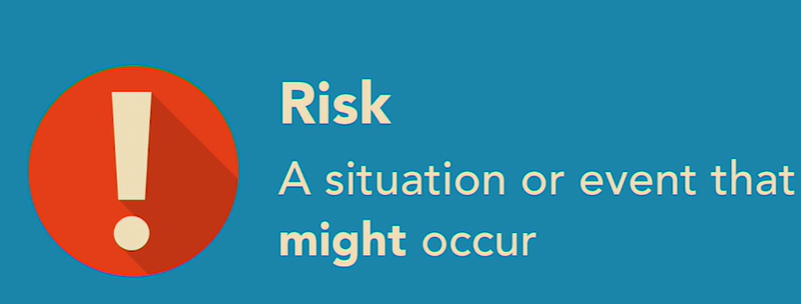 Risk
A situation or event that
might occur